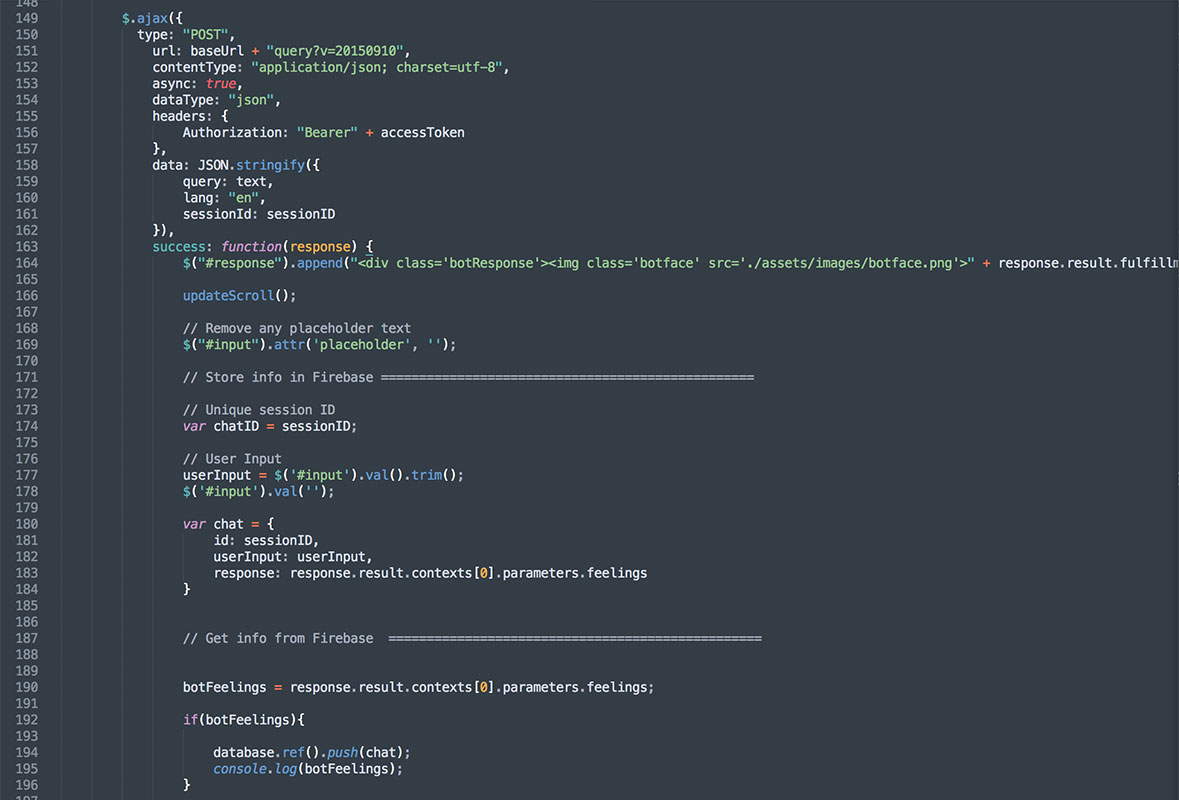 148
149 $.ajax({
150 type: "POST",
151 url: baseUrl + "query?v=20150910",
152 contentType: "application/json; charset=utf-8",
153 async: true,
154 dataType: "json",
155 headers: {
156 Authorization: "Bearer" + accessToken
157 },
158 data: JSON.stringify({
159 query: text,
160 lang: "en",
161 sessionId: sessionID
162 }),
163 success: function(response) {
164 $("#response").append("<div class='botResponse'><img class='botface' src='./assets/images/botface.png'>" + response.result.fulfillm
165
166 updateScroll();
167
168 // Remove any placeholder text
169 $("#input").attr('placeholder', '');
170
171 // Store info in Firebase =================================================
172
173 // Unique session ID
174 var chatID = sessionID;
175
176 // User Input
177 userInput = $('#input').val().trim();
178 $('#input').val('');
179
180 var chat = {
181 id: sessionID,
182 userInput: userInput,
183 response: response.result.contexts[0].parameters.feelings
184 }
185
186
187 // Get info from Firebase  =================================================
188
189
190 botFeelings = response.result.contexts[0].parameters.feelings;
191
192 if(botFeelings){
193
194 database.ref().push(chat);
195 console.log(botFeelings);
196 }
197